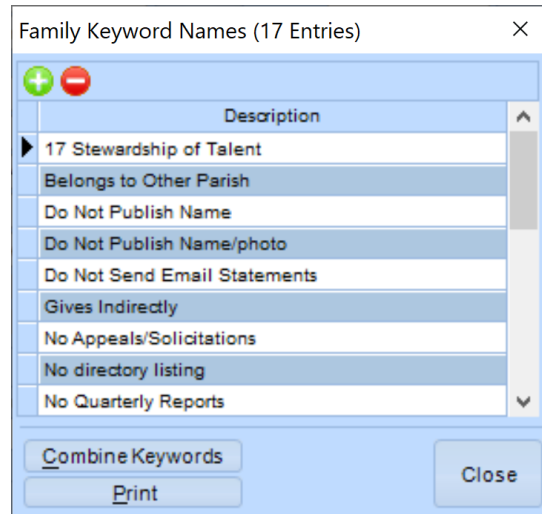 Family Keyword Names (17 Entries)
Description
17 Stewardship of Talent
Belongs to Other Parish
Do Not Publish Name
Do Not Publish Name/photo
Do Not Send Email Statements
Gives Indirectly
No Appeals/Solicitations
No directory listing
No Quarterly Reports
Combine Keywords
Print
Close